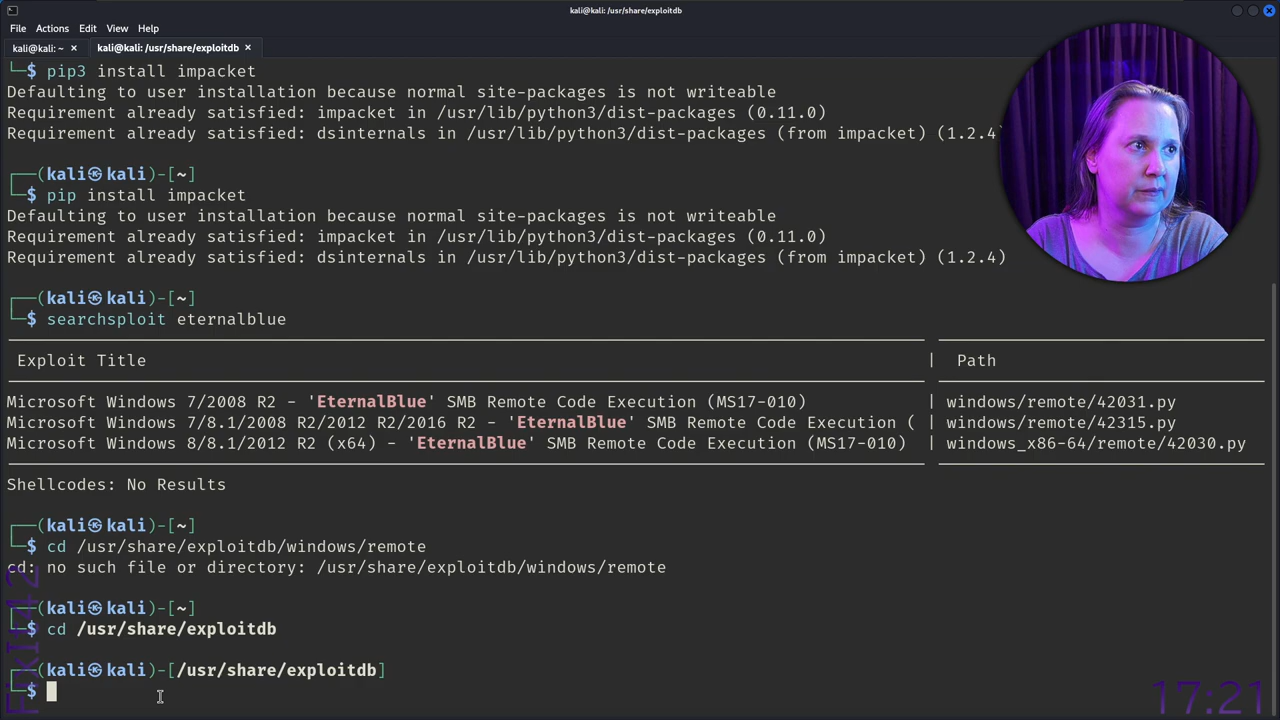 kali@kali: /usr/share/exploitdb
File Actions Edit View Help
kali@kali: ~ × kali@kali: /usr/share/exploitdb ×
└─$ pip3 install impacket
Defaulting to user installation because normal site-packages is not writeable
Requirement already satisfied: impacket in /usr/lib/python3/dist-packages (0.11.0)
Requirement already satisfied: dsinternals in /usr/lib/python3/dist-packages (from impacket) (1.2.4)
┌──(kali㉿kali)-[~]
└─$ pip install impacket
Defaulting to user installation because normal site-packages is not writeable
Requirement already satisfied: impacket in /usr/lib/python3/dist-packages (0.11.0)
Requirement already satisfied: dsinternals in /usr/lib/python3/dist-packages (from impacket) (1.2.4)
┌──(kali㉿kali)-[~]
└─$ searchsploit eternalblue
Exploit Title | Path
Microsoft Windows 7/2008 R2 - 'EternalBlue' SMB Remote Code Execution (MS17-010) | windows/remote/42031.py
Microsoft Windows 7/8.1/2008 R2/2012 R2/2016 R2 - 'EternalBlue' SMB Remote Code Execution ( | windows/remote/42315.py
Microsoft Windows 8/8.1/2012 R2 (x64) - 'EternalBlue' SMB Remote Code Execution (MS17-010) | windows_x86-64/remote/42030.py
Shellcodes: No Results
┌──(kali㉿kali)-[~]
└─$ cd /usr/share/exploitdb/windows/remote
cd: no such file or directory: /usr/share/exploitdb/windows/remote
┌──(kali㉿kali)-[~]
└─$ cd /usr/share/exploitdb
┌──(kali㉿kali)-[/usr/share/exploitdb]
└─$
FixIt42
17:21